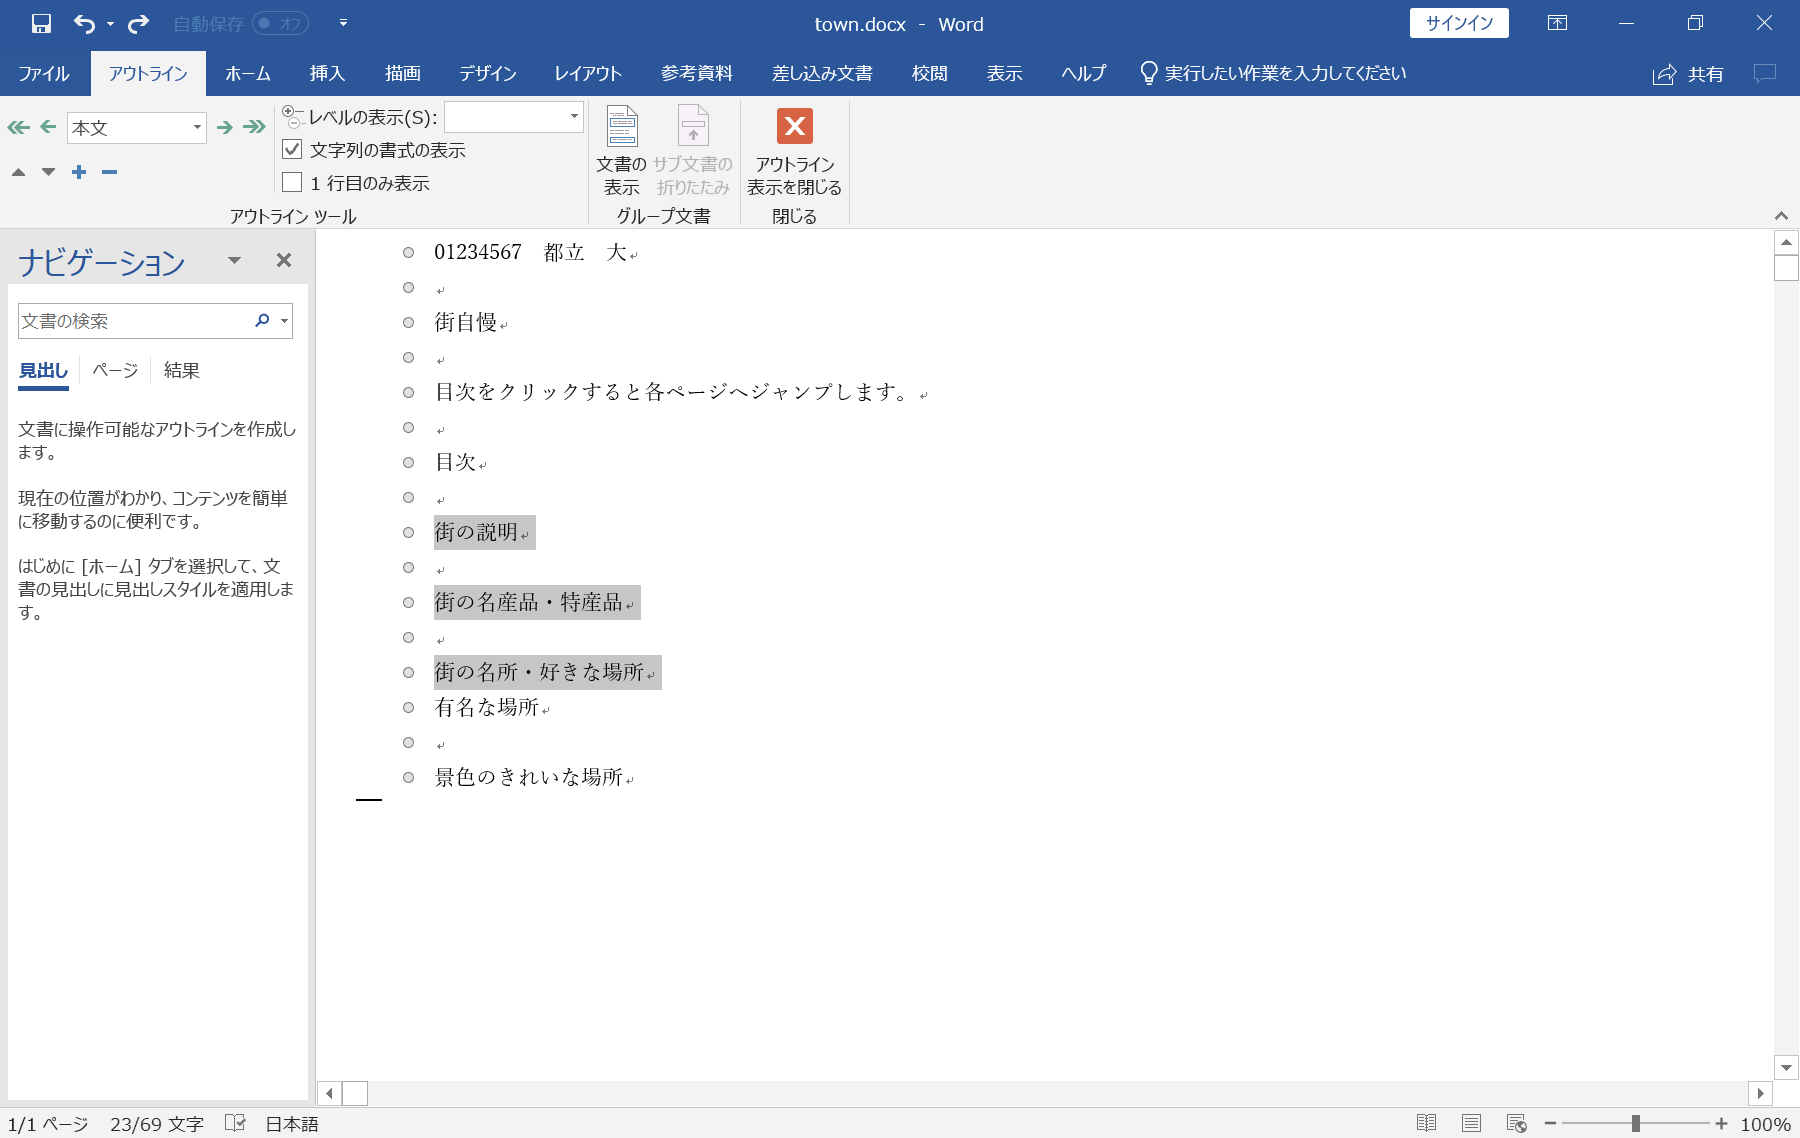 自動保存 オフ
town.docx - Word
サインイン
ファイル アウトライン ホーム 挿入 描画 デザイン レイアウト 参考資料 差し込み文書 校閲 表示 ヘルプ 実行したい作業を入力してください 共有
本文
レベルの表示(S):
文字列の書式の表示
1 行目のみ表示
アウトライン ツール
文書の
表示
サブ文書の
折りたたみ
グループ文書
アウトライン
表示を閉じる
閉じる
ナビゲーション
文書の検索
見出し ページ 結果
文書に操作可能なアウトラインを作成し
ます。
現在の位置がわかり、コンテンツを簡単
に移動するのに便利です。
はじめに [ホーム] タブを選択して、文
書の見出しに見出しスタイルを適用しま
す。
01234567 都立 大
街自慢
目次をクリックすると各ページへジャンプします。
目次
街の説明
街の名産品・特産品
街の名所・好きな場所
有名な場所
景色のきれいな場所
1/1 ページ 23/69 文字 日本語 100%